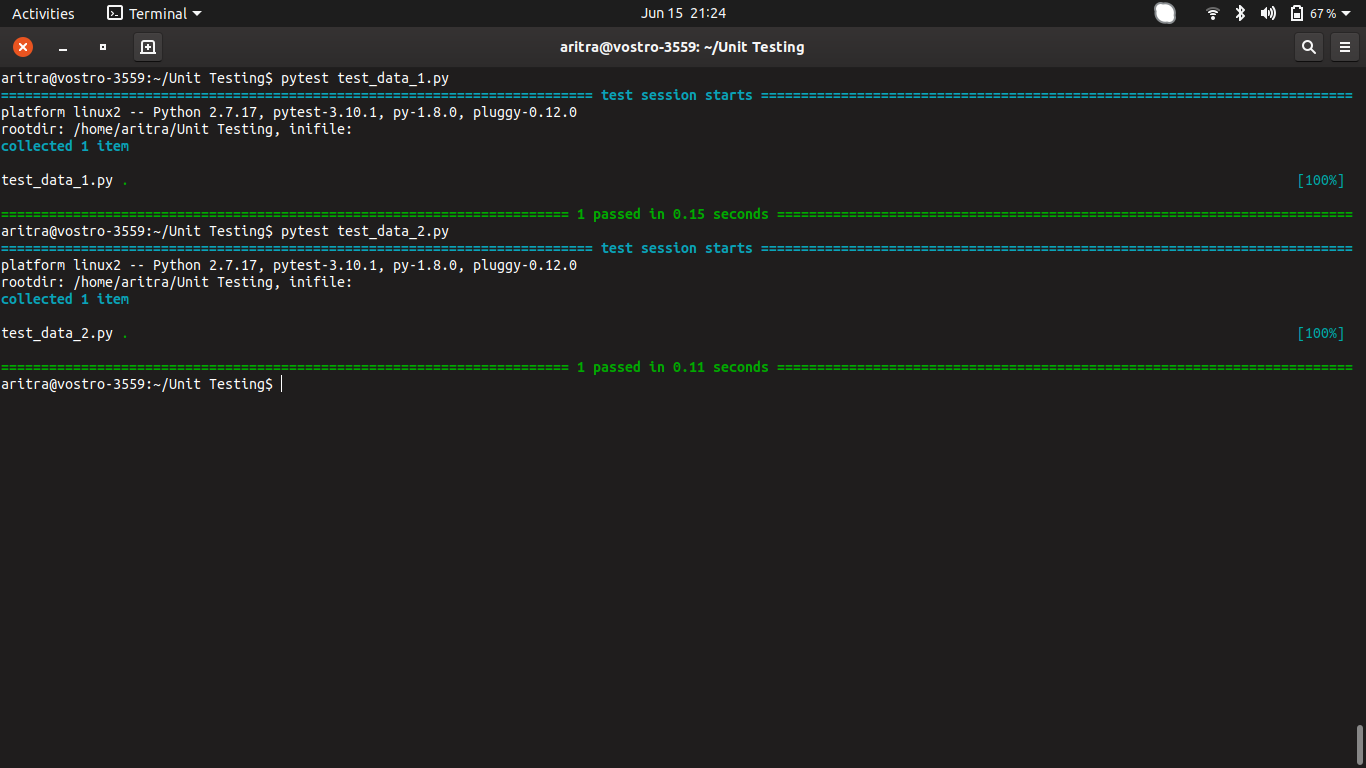 Activities Terminal Jun 15 21:24 67%
aritra@vostro-3559: ~/Unit Testing
aritra@vostro-3559:~/Unit Testing$ pytest test_data_1.py
========================================================================== test session starts ==========================================================================
platform linux2 -- Python 2.7.17, pytest-3.10.1, py-1.8.0, pluggy-0.12.0
rootdir: /home/aritra/Unit Testing, inifile:
collected 1 item
test_data_1.py . [100%]
======================================================================= 1 passed in 0.15 seconds ========================================================================
aritra@vostro-3559:~/Unit Testing$ pytest test_data_2.py
========================================================================== test session starts ==========================================================================
platform linux2 -- Python 2.7.17, pytest-3.10.1, py-1.8.0, pluggy-0.12.0
rootdir: /home/aritra/Unit Testing, inifile:
collected 1 item
test_data_2.py . [100%]
======================================================================= 1 passed in 0.11 seconds ========================================================================
aritra@vostro-3559:~/Unit Testing$